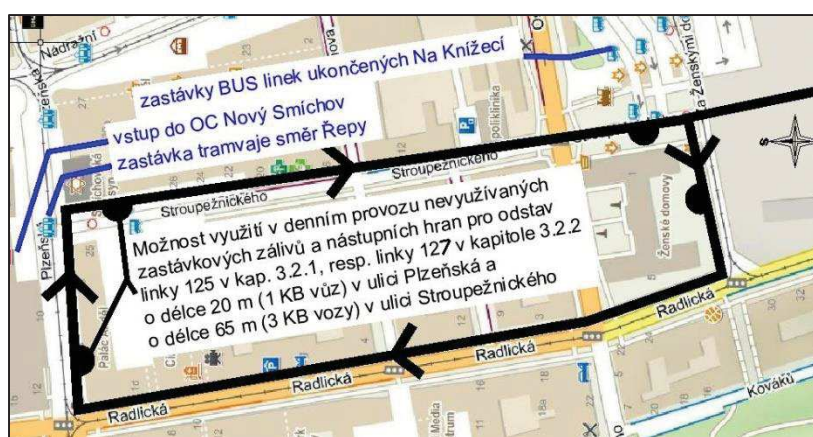 Nádražní
zastávky BUS linek ukončených Na Knížecí
vstup do OC Nový Smíchov
zastávka tramvaje směr Řepy
Stroupežnického
Stroupežnického
poliklinika
Ženské domovy
Plzeňská
Možnost využití v denním provozu nevyužívaných
zastávkových zálivů a nástupních hran pro odstav
linky 125 v kap. 3.2.1, resp. linky 127 v kapitole 3.2.2
o délce 20 m (1 KB vůz) v ulici Plzeňská a
o délce 65 m (3 KB vozy) v ulici Stroupežnického
Radlická
Radlická
Radlická
Radlická
Kováků